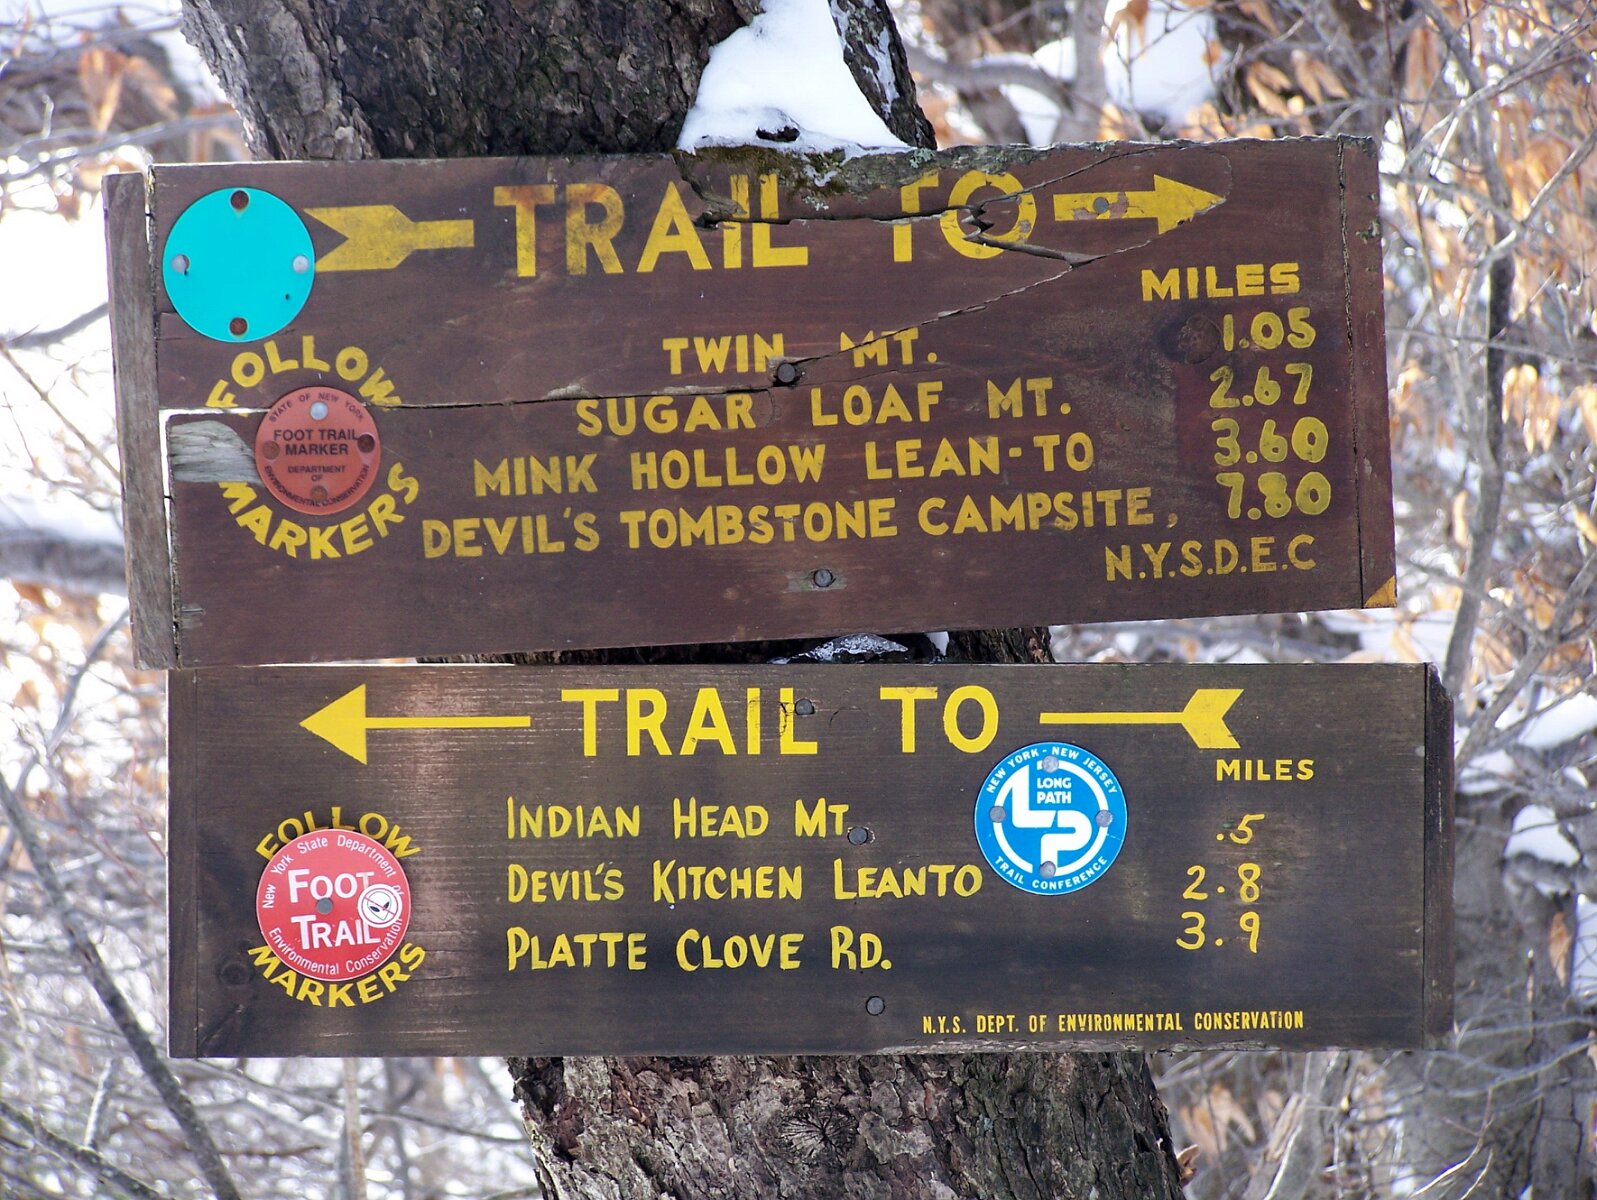 TRAIL TO
MILES
TWIN MT. 1.05
SUGAR LOAF MT. 2.67
MINK HOLLOW LEAN-TO 3.60
DEVIL'S TOMBSTONE CAMPSITE, 7.80
N.Y.S.D.E.C
FOLLOW
STATE OF NEW YORK
FOOT TRAIL
MARKER
DEPARTMENT
OF
ENVIRONMENTAL CONSERVATION
MARKERS
TRAIL TO
MILES
NEW YORK - NEW JERSEY
LONG
PATH
LP
TRAIL CONFERENCE
INDIAN HEAD MT. .5
DEVIL'S KITCHEN LEANTO 2.8
PLATTE CLOVE RD. 3.9
FOLLOW
New York State Department of
FOOT
TRAIL
Environmental Conservation
MARKERS
N.Y.S. DEPT. OF ENVIRONMENTAL CONSERVATION